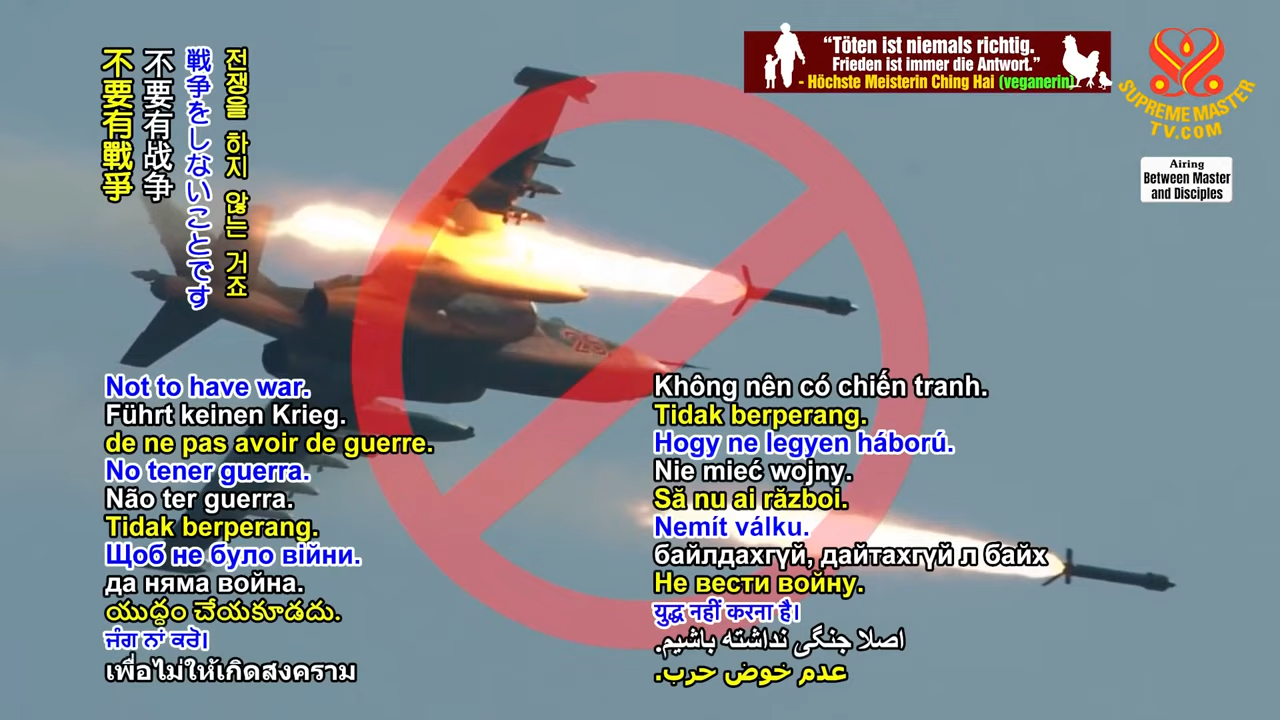 不要有戰爭
不要有战争
戦争をしないことです
전쟁을 하지 않는 거죠
“Töten ist niemals richtig.
Frieden ist immer die Antwort.”
- Höchste Meisterin Ching Hai (veganerin)
SUPREME MASTER
TV.COM
Airing
Between Master
and Disciples
Not to have war.
Führt keinen Krieg.
de ne pas avoir de guerre.
No tener guerra.
Não ter guerra.
Tidak berperang.
Щоб не було війни.
да няма война.
యుద్ధం చేయకూడదు.
ਜੰਗ ਨਾਂ ਕਰੋ।
เพื่อไม่ให้เกิดสงคราม
Không nên có chiến tranh.
Tidak berperang.
Hogy ne legyen háború.
Nie mieć wojny.
Să nu ai război.
Nemít válku.
байлдахгүй, дайтахгүй л байх
Не вести войну.
युद्ध नहीं करना है।
اصلا جنگی نداشته باشیم.
عدم خوض حرب.